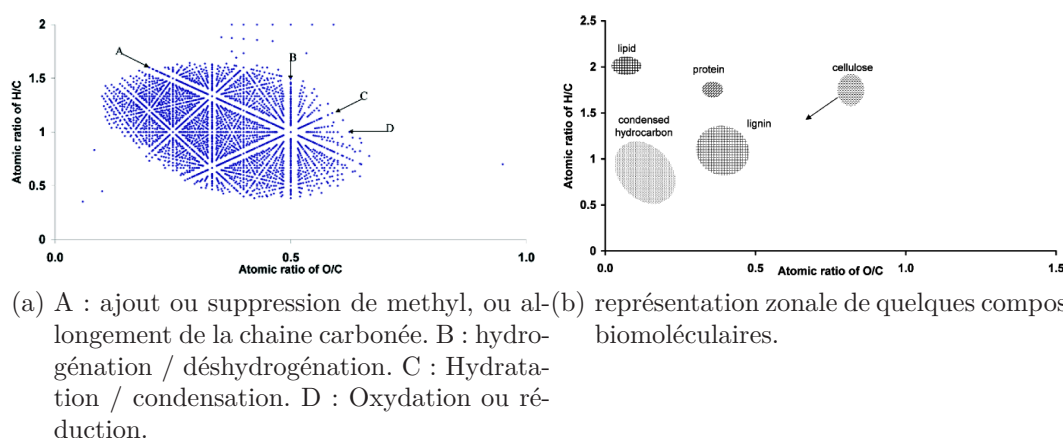 2
1.5
1
0.5
0
0.0
0.5
1.0
Atomic ratio of H/C
Atomic ratio of O/C
A
B
C
D
2.5
2
1.5
1
0.5
0
0.0
0.5
1.0
1.5
Atomic ratio of H/C
Atomic ratio of O/C
lipid
protein
cellulose
condensed
hydrocarbon
lignin
(a) A : ajout ou suppression de methyl, ou al-
longement de la chaine carbonée. B : hydro-
génation / déshydrogénation. C : Hydrata-
tion / condensation. D : Oxydation ou ré-
duction.
(b) représentation zonale de quelques compos
biomoléculaires.